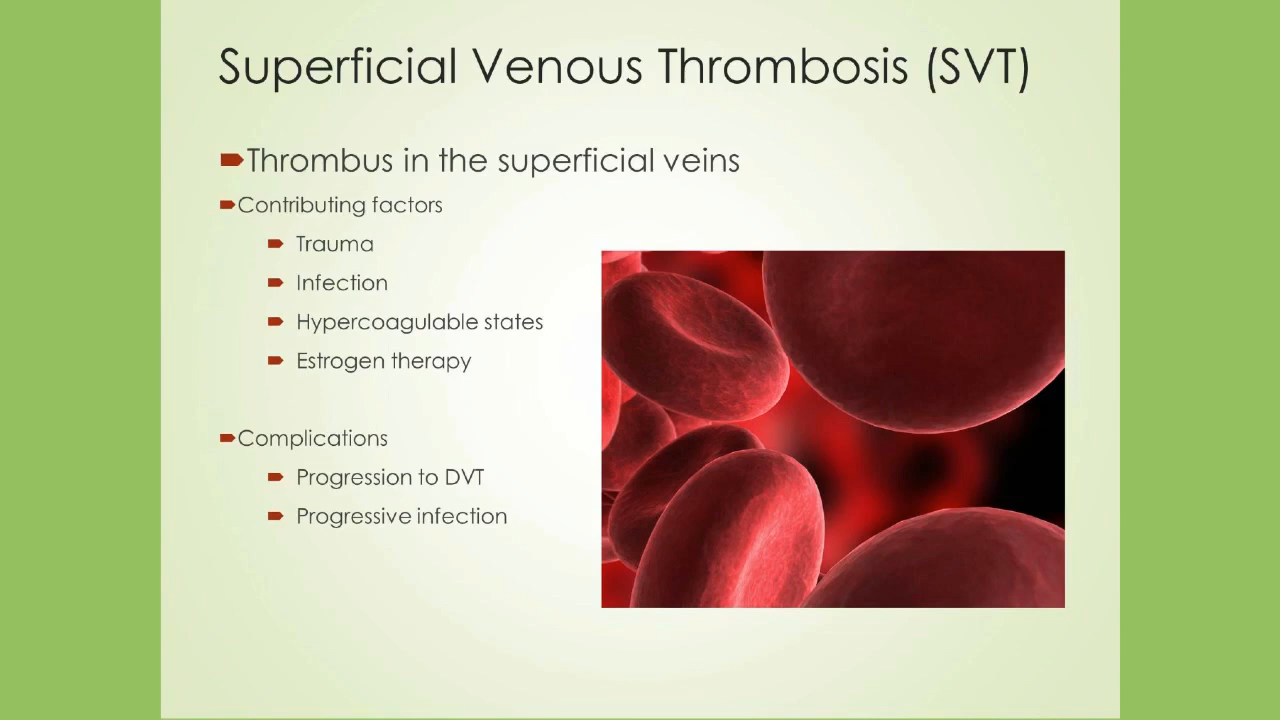 Superficial Venous Thrombosis (SVT)
Thrombus in the superficial veins
Contributing factors
Trauma
Infection
Hypercoagulable states
Estrogen therapy
Complications
Progression to DVT
Progressive infection